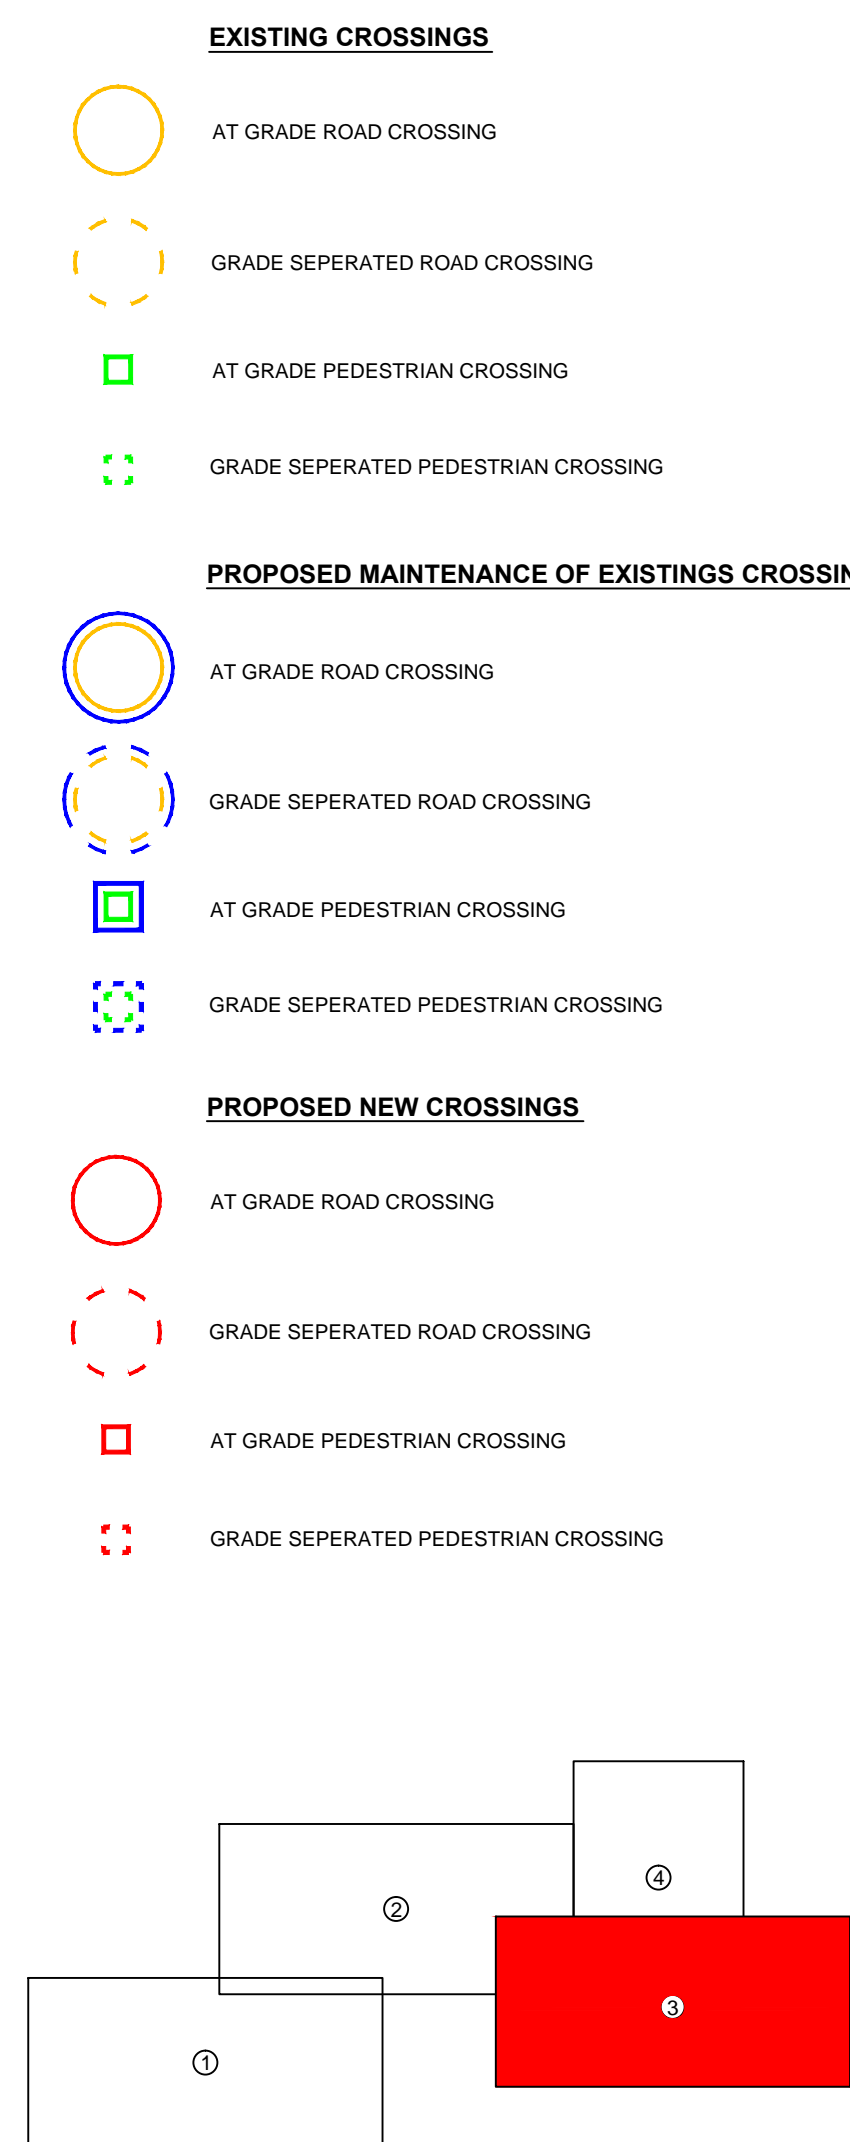 EXISTING CROSSINGS
AT GRADE ROAD CROSSING
GRADE SEPERATED ROAD CROSSING
AT GRADE PEDESTRIAN CROSSING
GRADE SEPERATED PEDESTRIAN CROSSING
PROPOSED MAINTENANCE OF EXISTINGS
AT GRADE ROAD CROSSING
GRADE SEPERATED ROAD CROSSING
AT GRADE PEDESTRIAN CROSSING
GRADE SEPERATED PEDESTRIAN CROSSING
PROPOSED NEW CROSSINGS
AT GRADE ROAD CROSSING
GRADE SEPERATED ROAD CROSSING
AT GRADE PEDESTRIAN CROSSING
GRADE SEPERATED PEDESTRIAN CROSSING
4
2
3
1